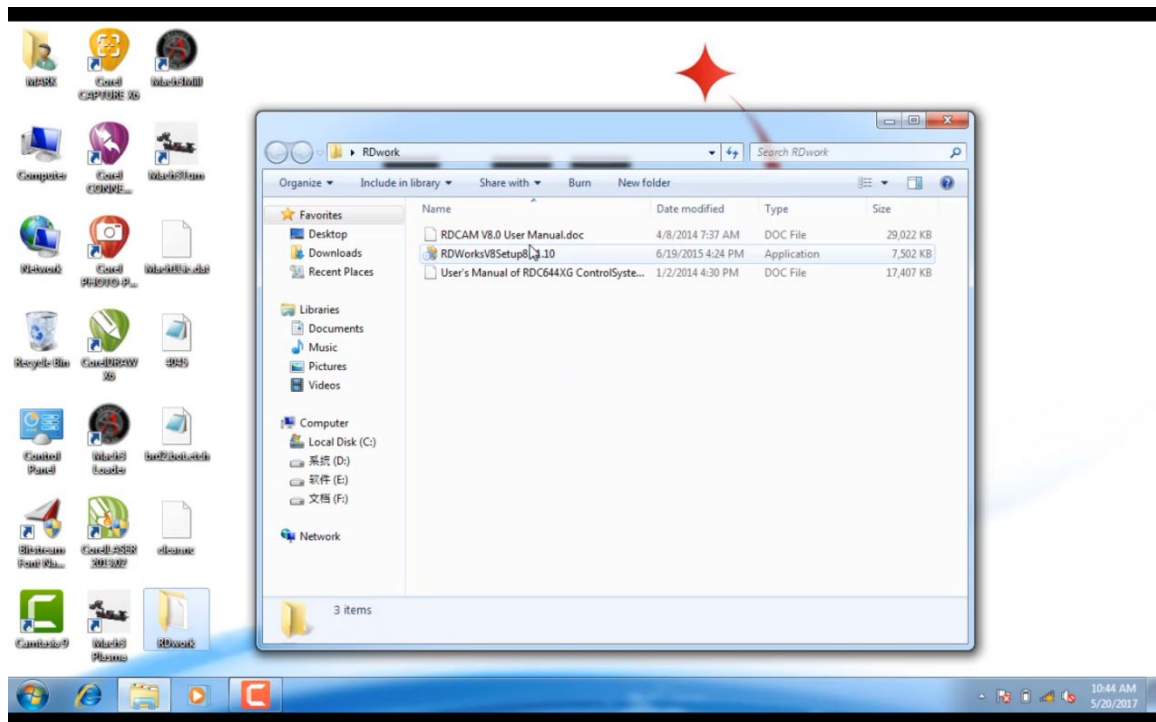 MARK
Corel
CAPTURE X6
Mach3Mill
Computer
Corel
CONNE...
Mach3Turn
Network
Corel
PHOTO-P...
Recycle Bin
CorelDRAW
X6
4045
Control
Panel
Mach3
Loader
Bitstream
Font Na...
CorelLASER
2013.02
Camtasia 9
Mach3
Plasma
RDwork
RDwork
Search RDwork
Organize
Include in library
Share with
Burn
New folder
Favorites
Desktop
Downloads
Recent Places
Libraries
Documents
Music
Pictures
Videos
Computer
Local Disk (C:)
系统 (D:)
软件 (E:)
文档 (F:)
Network
Name Date modified Type Size
RDCAM V8.0 User Manual.doc 4/8/2014 7:37 AM DOC File 29,022 KB
6/19/2015 4:24 PM Application 7,502 KB
User's Manual of RDC644XG ControlSyste... 1/2/2014 4:30 PM DOC File 17,407 KB
3 items
10:44 AM
5/20/2017